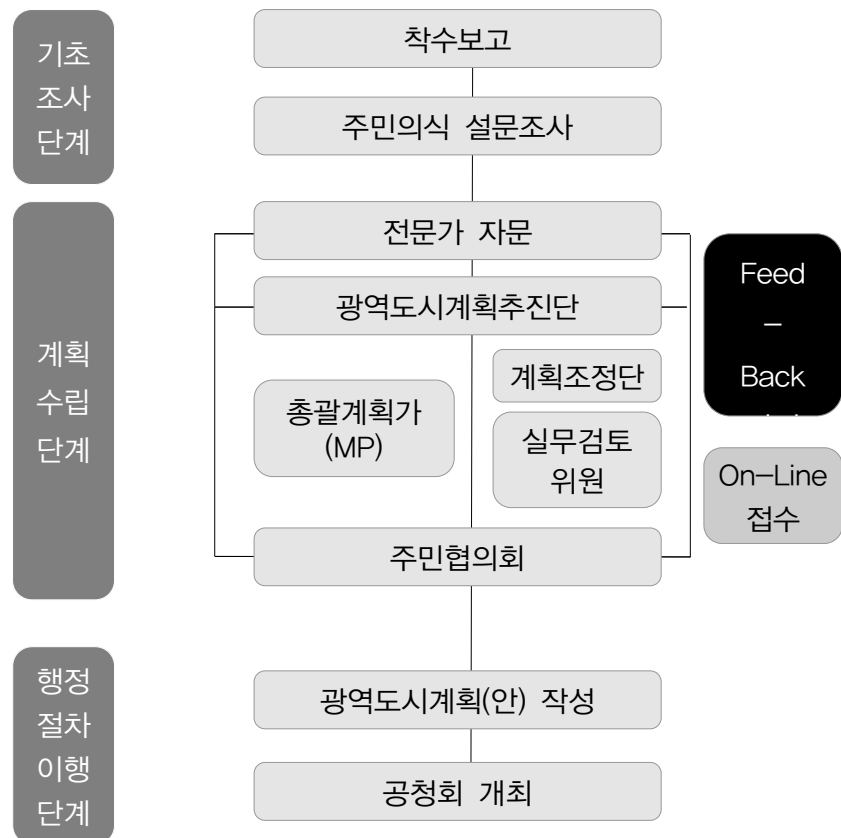 기초
조사
단계
착수보고
주민의식 설문조사
계획
수립
단계
전문가 자문
광역도시계획추진단
총괄계획가
(MP)
계획조정단
실무검토
위원
주민협의회
Feed
-
Back
On-Line
접수
행정
절차
이행
단계
광역도시계획(안) 작성
공청회 개최